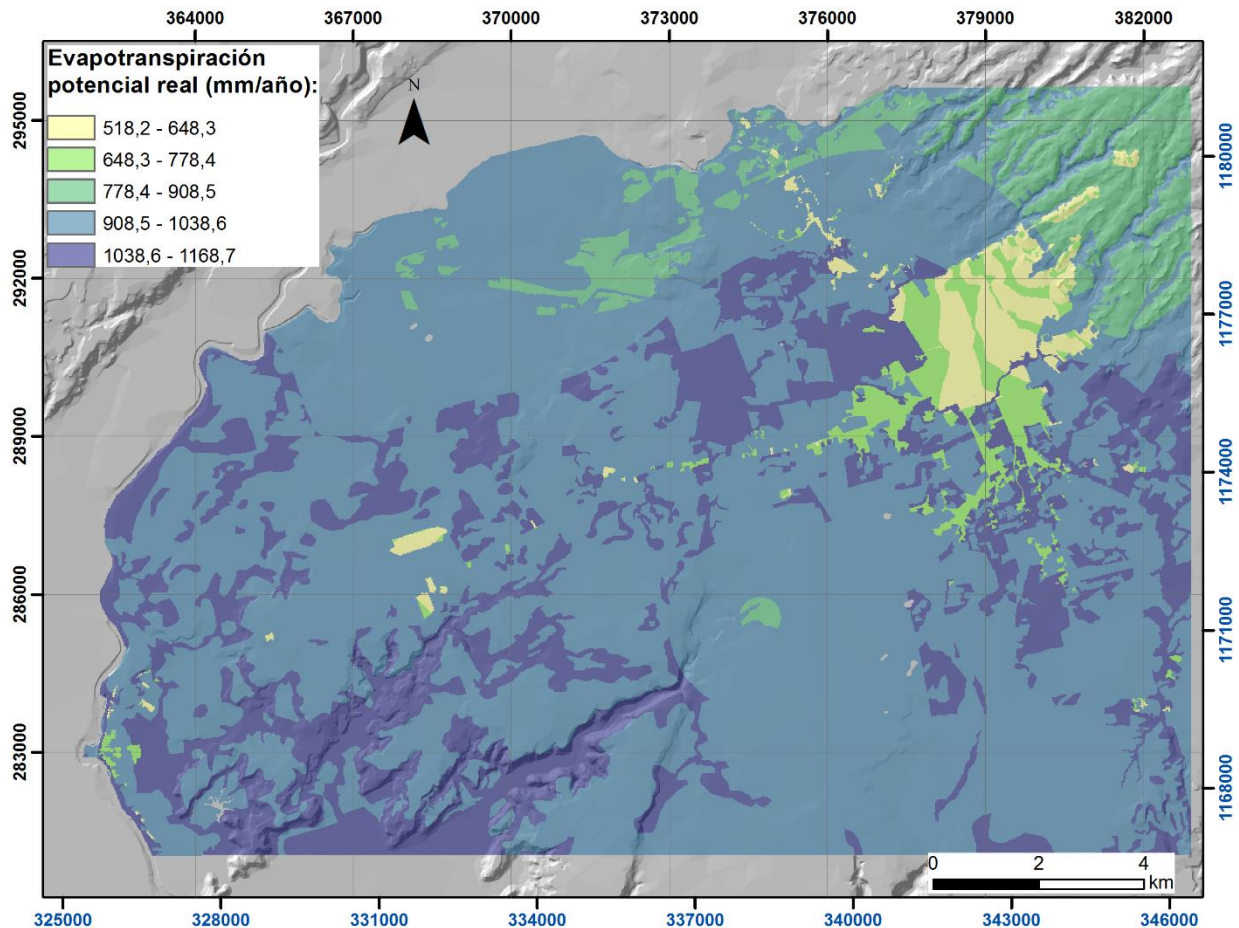 364000 367000 370000 373000 376000 379000 382000
Evapotranspiración
potencial real (mm/año):
518,2 - 648,3
648,3 - 778,4
778,4 - 908,5
908,5 - 1038,6
1038,6 - 1168,7
N
295000
292000
289000
286000
283000
1180000
1177000
1174000
1171000
1168000
0 2 4
km
325000 328000 331000 334000 337000 340000 343000 346000